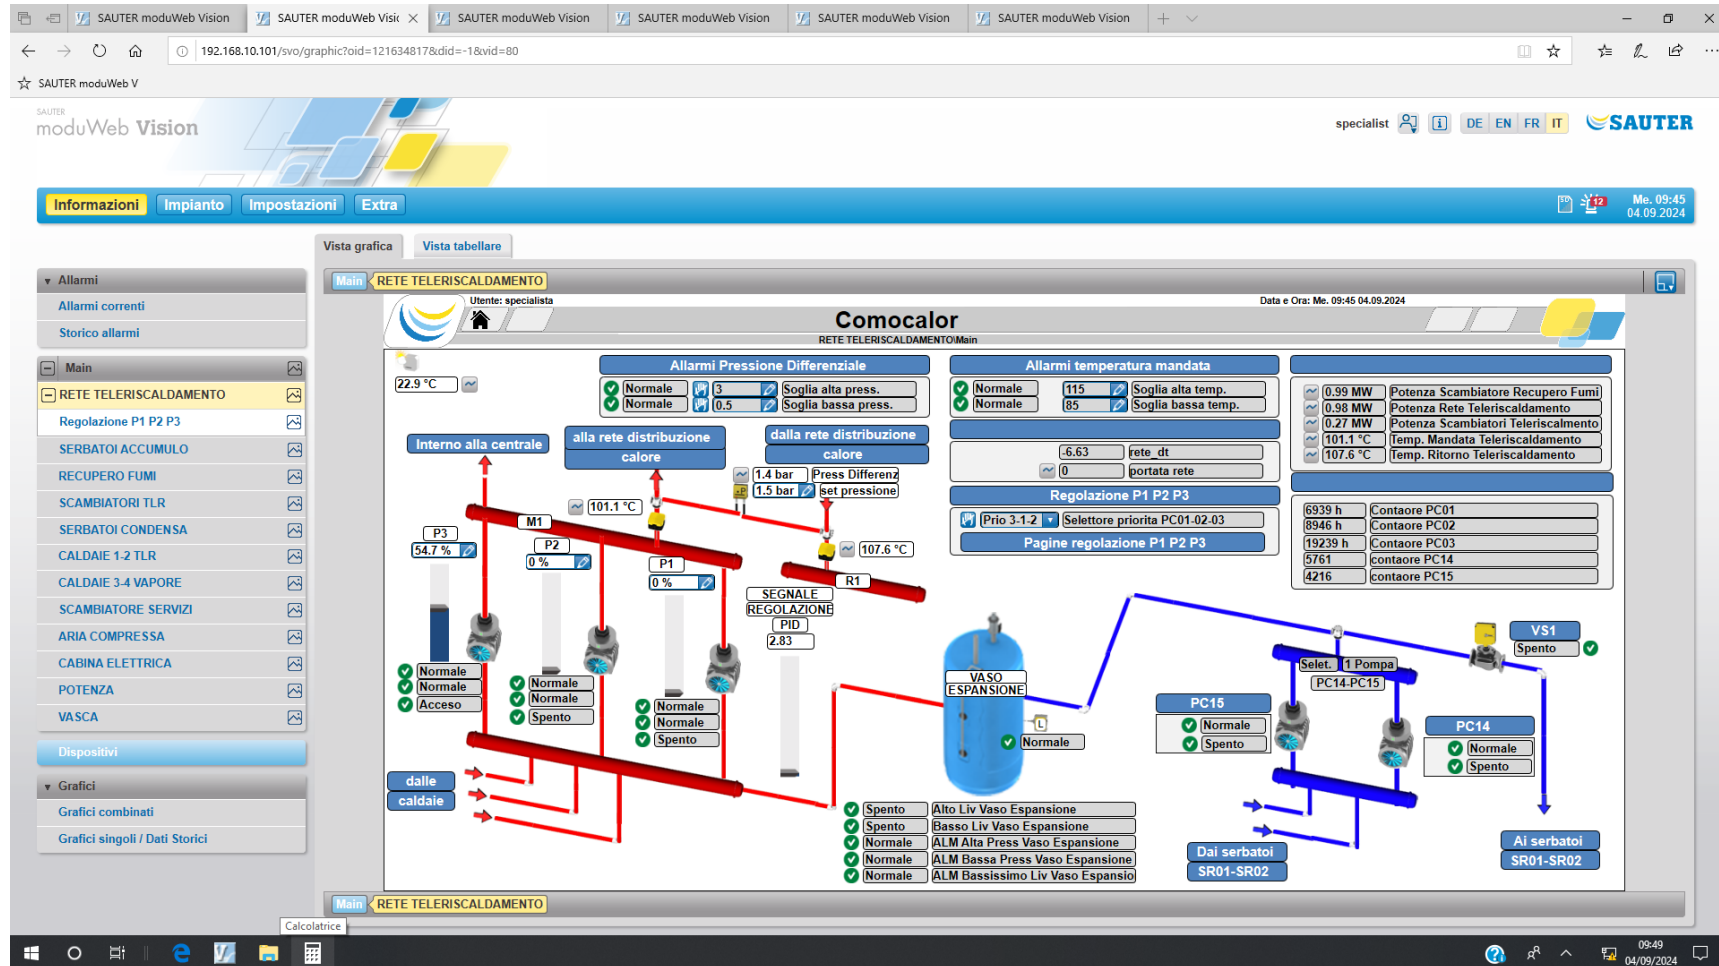 SAUTER moduWeb Vision
SAUTER moduWeb Visic
SAUTER moduWeb Vision
SAUTER moduWeb Vision
SAUTER moduWeb Vision
SAUTER moduWeb Vision
192.168.10.101/svo/graphic?oid=121634817&did=-1&vid=80
SAUTER moduWeb V
SAUTER
moduWeb Vision
specialist
DE EN FR IT
SAUTER
Informazioni
Impianto
Impostazioni
Extra
12
Me. 09:45
04.09.2024
Vista grafica
Vista tabellare
Allarmi
Allarmi correnti
Storico allarmi
Main
RETE TELERISCALDAMENTO
Regolazione P1 P2 P3
SERBATOI ACCUMULO
RECUPERO FUMI
SCAMBIATORI TLR
SERBATOI CONDENSA
CALDAIE 1-2 TLR
CALDAIE 3-4 VAPORE
SCAMBIATORE SERVIZI
ARIA COMPRESSA
CABINA ELETTRICA
POTENZA
VASCA
Dispositivi
Grafici
Grafici combinati
Grafici singoli / Dati Storici
Main RETE TELERISCALDAMENTO
Utente: specialista
Data e Ora: Me. 09:45 04.09.2024
Comocalor
RETE TELERISCALDAMENTO\Main
22.9 °C
Allarmi Pressione Differenziale
Normale 3 Soglia alta press.
Normale 0.5 Soglia bassa press.
Allarmi temperatura mandata
Normale 115 Soglia alta temp.
Normale 85 Soglia bassa temp.
-6.63 rete_dt
0 portata rete
Regolazione P1 P2 P3
Prio 3-1-2 Selettore priorita PC01-02-03
Pagine regolazione P1 P2 P3
0.99 MW Potenza Scambiatore Recupero Fumi
0.98 MW Potenza Rete Teleriscaldamento
0.27 MW Potenza Scambiatori Teleriscalmento
101.1 °C Temp. Mandata Teleriscaldamento
107.6 °C Temp. Ritorno Teleriscaldamento
6939 h Contaore PC01
8946 h Contaore PC02
19239 h Contaore PC03
5761 contaore PC14
4216 contaore PC15
Interno alla centrale
alla rete distribuzione
calore
dalla rete distribuzione
calore
1.4 bar Press Differenz
1.5 bar set pressione
101.1 °C
M1
P3
54.7 %
P2
0 %
P1
0 %
107.6 °C
R1
SEGNALE
REGOLAZIONE
PID
2.83
Normale
Normale
Acceso
Normale
Normale
Spento
Normale
Normale
Spento
dalle
caldaie
VASO
ESPANSIONE
L
Normale
Spento Alto Liv Vaso Espansione
Spento Basso Liv Vaso Espansione
Normale ALM Alta Press Vaso Espansione
Normale ALM Bassa Press Vaso Espansione
Normale ALM Bassissimo Liv Vaso Espansio
VS1
Spento
Selet. 1 Pompa
PC14-PC15
PC15
Normale
Spento
PC14
Normale
Spento
Dai serbatoi
SR01-SR02
Ai serbatoi
SR01-SR02
Main RETE TELERISCALDAMENTO
Calcolatrice
09:49
04/09/2024